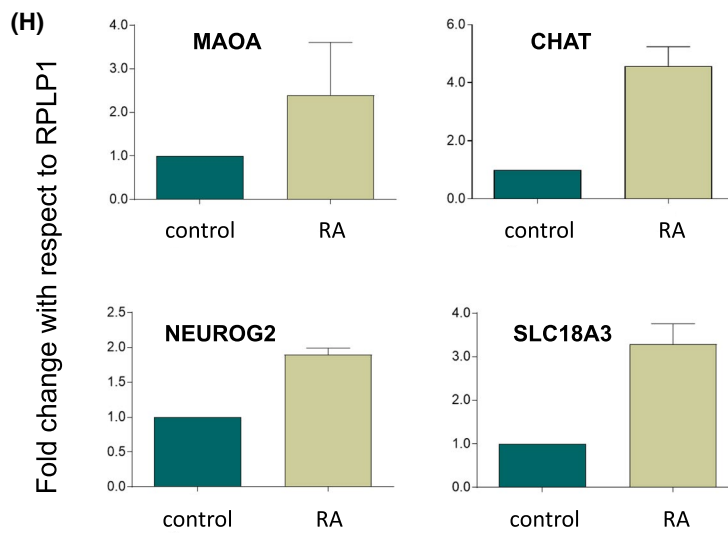 (H)
Fold change with respect to RPLP1
MAOA
4.0
3.0
2.0
1.0
0.0
control RA
CHAT
6.0
4.0
2.0
0.0
control RA
NEUROG2
2.5
2.0
1.5
1.0
0.5
0.0
control RA
SLC18A3
4.0
3.0
2.0
1.0
0.0
control RA